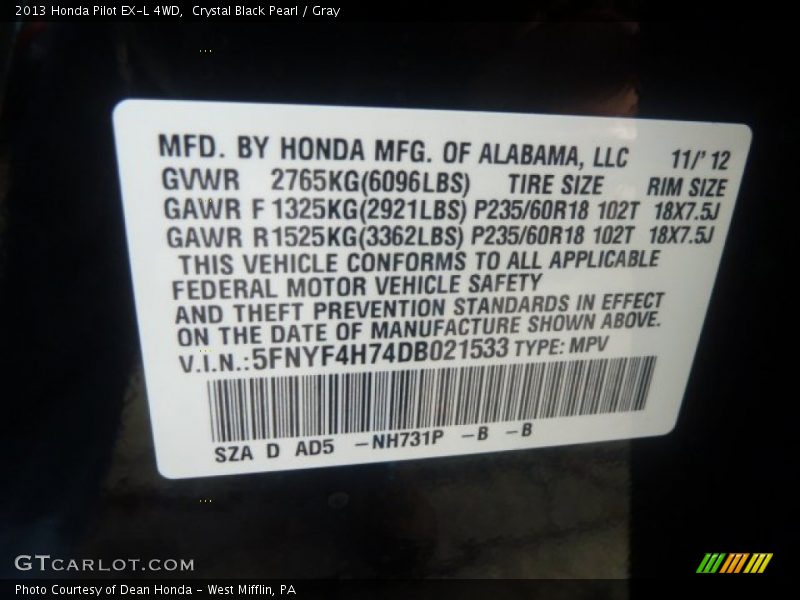 2013 Honda Pilot EX-L 4WD,  Crystal Black Pearl / Gray
MFD. BY HONDA MFG. OF ALABAMA, LLC 11/' 12
GVWR 2765KG(6096LBS) TIRE SIZE RIM SIZE
GAWR F 1325KG(2921LBS) P235/60R18 102T 18X7.5J
GAWR R1525KG(3362LBS) P235/60R18 102T 18X7.5J
THIS VEHICLE CONFORMS TO ALL APPLICABLE
FEDERAL MOTOR VEHICLE SAFETY
AND THEFT PREVENTION STANDARDS IN EFFECT
ON THE DATE OF MANUFACTURE SHOWN ABOVE.
V.I.N.:5FNYF4H74DB021533 TYPE: MPV
SZA D AD5 -NH731P -B -B
GTCARLOT.COM
Photo Courtesy of Dean Honda - West Mifflin, PA